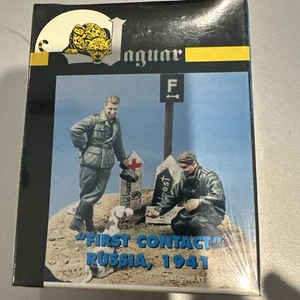 Jaguar
F
"FIRST CONTACT"
RUSSIA, 1941